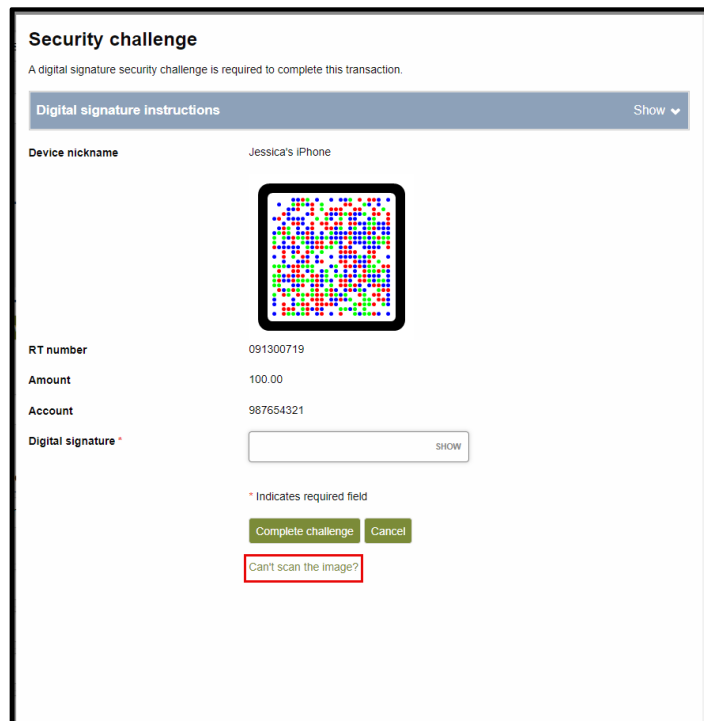 Security challenge
A digital signature security challenge is required to complete this transaction.
Digital signature instructions Show
Device nickname Jessica's iPhone
RT number 091300719
Amount 100.00
Account 987654321
Digital signature * SHOW
* Indicates required field
Complete challenge Cancel
Can't scan the image?